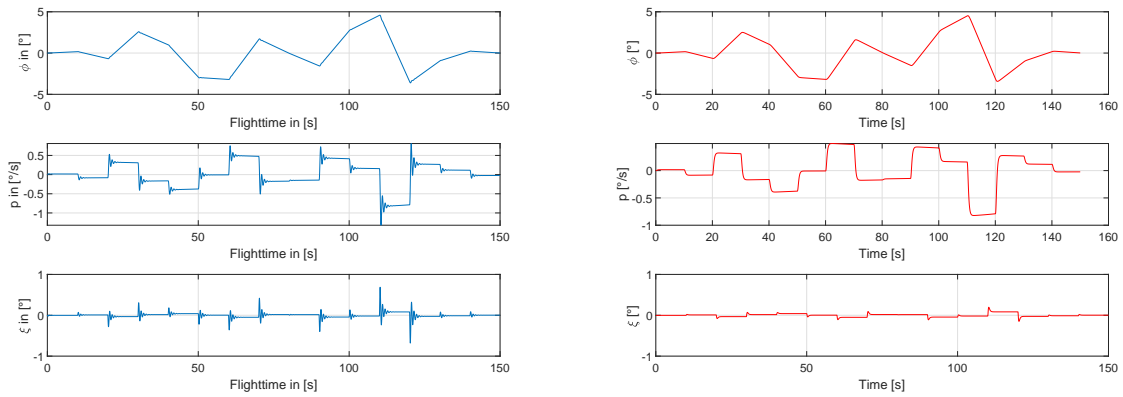 5
0
-5
ϕ in [°]
0 50 100 150
Flighttime in [s]
0.5
0
-0.5
-1
p in [°/s]
0 50 100 150
Flighttime in [s]
1
0
-1
ξ in [°]
0 50 100 150
Flighttime in [s]
5
0
-5
ϕ [°]
0 20 40 60 80 100 120 140 160
Time [s]
0
-0.5
-1
p [°/s]
0 20 40 60 80 100 120 140 160
Time [s]
1
0
-1
ξ [°]
0 50 100 150
Time [s]